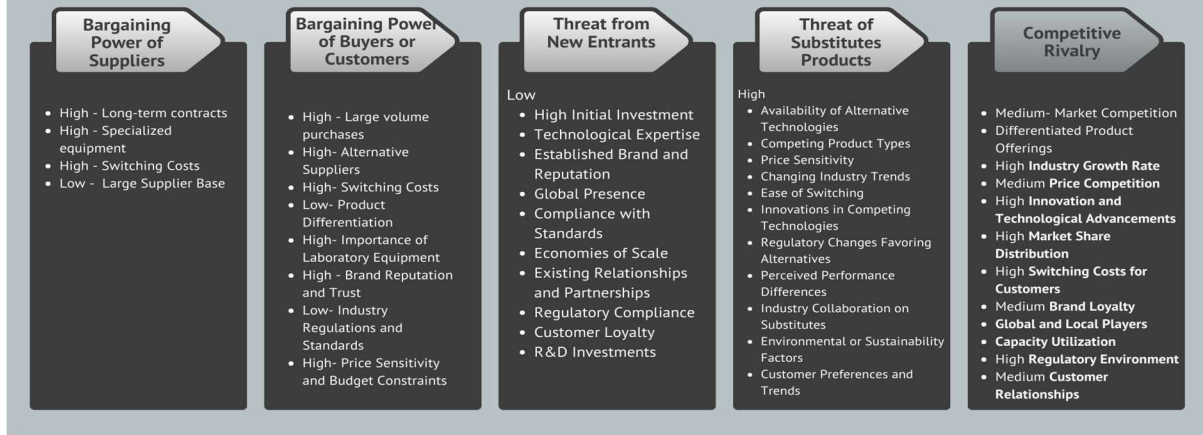 Bargaining
Power of
Suppliers
• High - Long-term contracts
• High - Specialized
equipment
• High - Switching Costs
• Low -  Large Supplier Base
Bargaining Power
of Buyers or
Customers
• High - Large volume
purchases
• High- Alternative
Suppliers
• High- Switching Costs
• Low- Product
Differentiation
• High- Importance of
Laboratory Equipment
• High - Brand Reputation
and Trust
• Low- Industry
Regulations and
Standards
• High- Price Sensitivity
and Budget Constraints
Threat from
New Entrants
Low
• High Initial Investment
• Technological Expertise
• Established Brand and
Reputation
• Global Presence
• Compliance with
Standards
• Economies of Scale
• Existing Relationships
and Partnerships
• Regulatory Compliance
• Customer Loyalty
• R&D Investments
Threat of
Substitutes
Products
High
• Availability of Alternative
Technologies
• Competing Product Types
• Price Sensitivity
• Changing Industry Trends
• Ease of Switching
• Innovations in Competing
Technologies
• Regulatory Changes Favoring
Alternatives
• Perceived Performance
Differences
• Industry Collaboration on
Substitutes
• Environmental or Sustainability
Factors
• Customer Preferences and
Trends
Competitive
Rivalry
• Medium- Market Competition
• Differentiated Product
Offerings
• High Industry Growth Rate
• Medium Price Competition
• High Innovation and
Technological Advancements
• High Market Share
Distribution
• High Switching Costs for
Customers
• Medium Brand Loyalty
• Global and Local Players
• Capacity Utilization
• High Regulatory Environment
• Medium Customer
Relationships